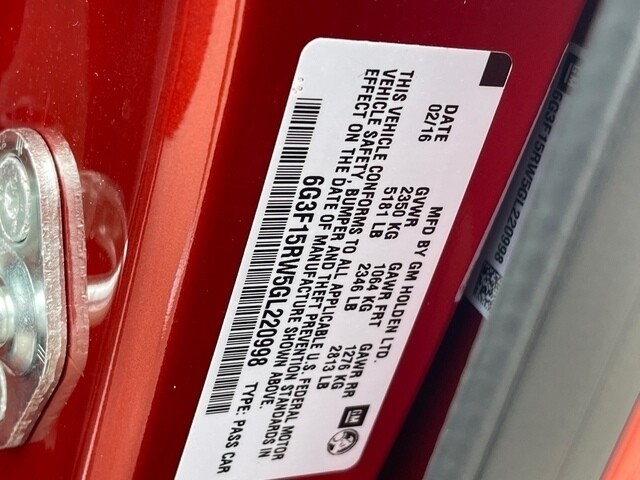 MFD BY GM HOLDEN LTD.
DATE GVWR GAWR FRT GAWR RR
02/16 2350 KG 1064 KG 1276 KG
5181 LB 2346 LB 2813 LB
THIS VEHICLE CONFORMS TO ALL APPLICABLE U.S. FEDERAL MOTOR
VEHICLE SAFETY, BUMPER AND THEFT PREVENTION STANDARDS IN
EFFECT ON THE DATE OF MANUFACTURE SHOWN ABOVE.
6G3F15RW5GL220998 TYPE: PASS CAR
GM
6G3F15RW5GL220998